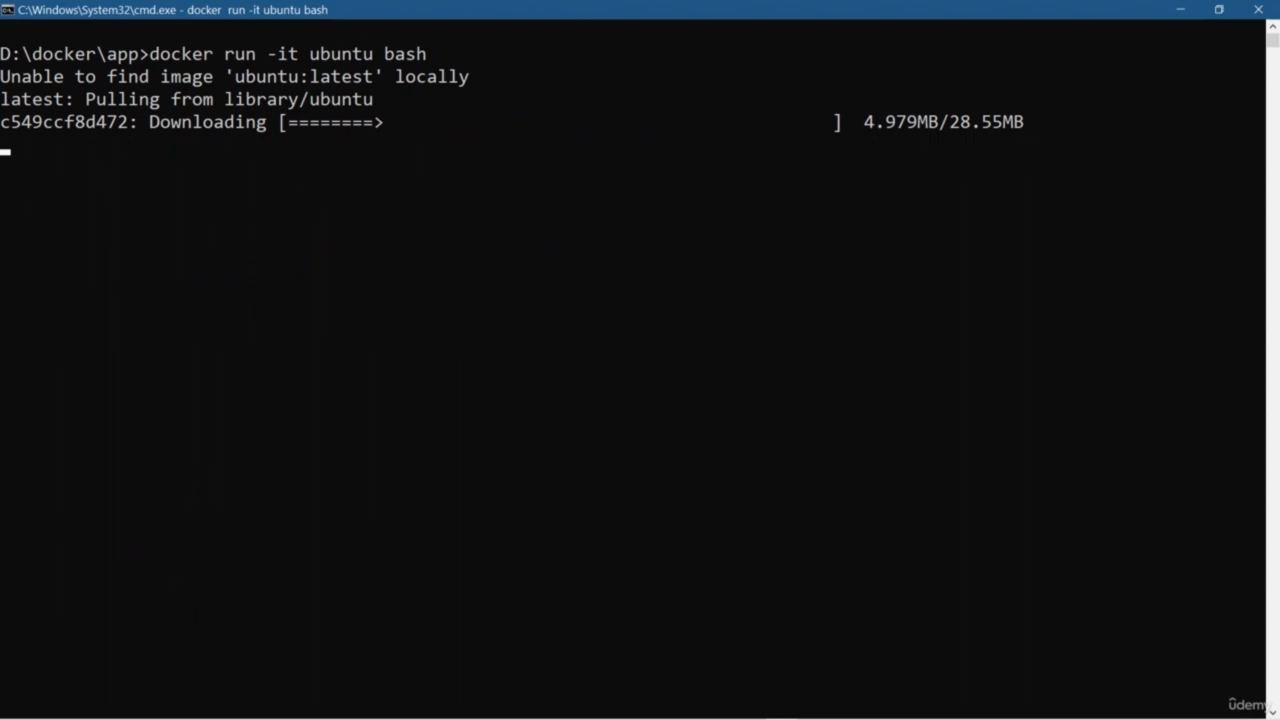 C:\Windows\System32\cmd.exe - docker  run -it ubuntu bash
D:\docker\app>docker run -it ubuntu bash
Unable to find image 'ubuntu:latest' locally
latest: Pulling from library/ubuntu
c549ccf8d472: Downloading [========>                                          ]  4.979MB/28.55MB
ûdemy